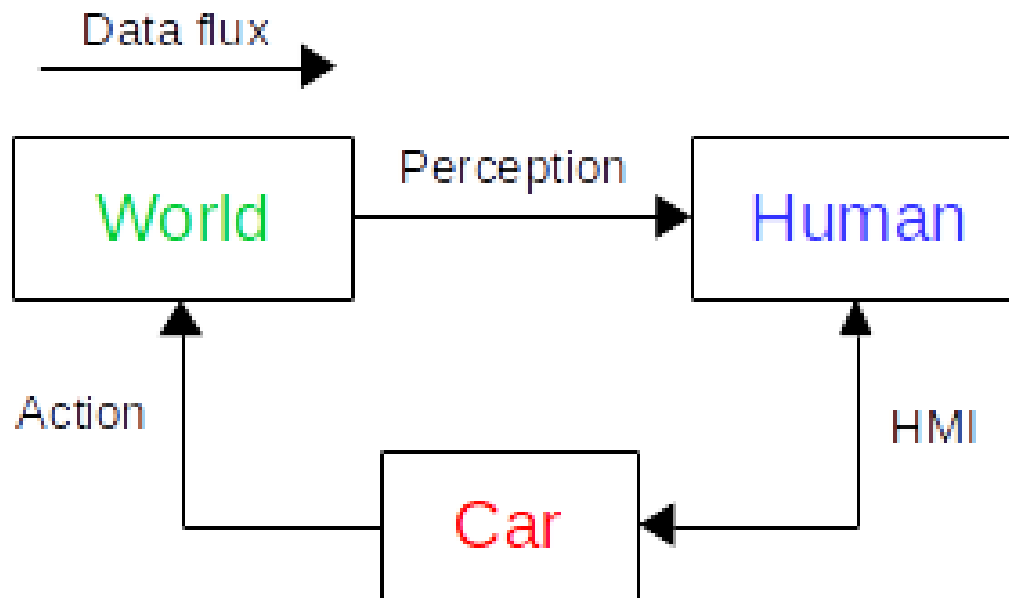 Data flux
Perception
World
Human
Action
HMI
Car